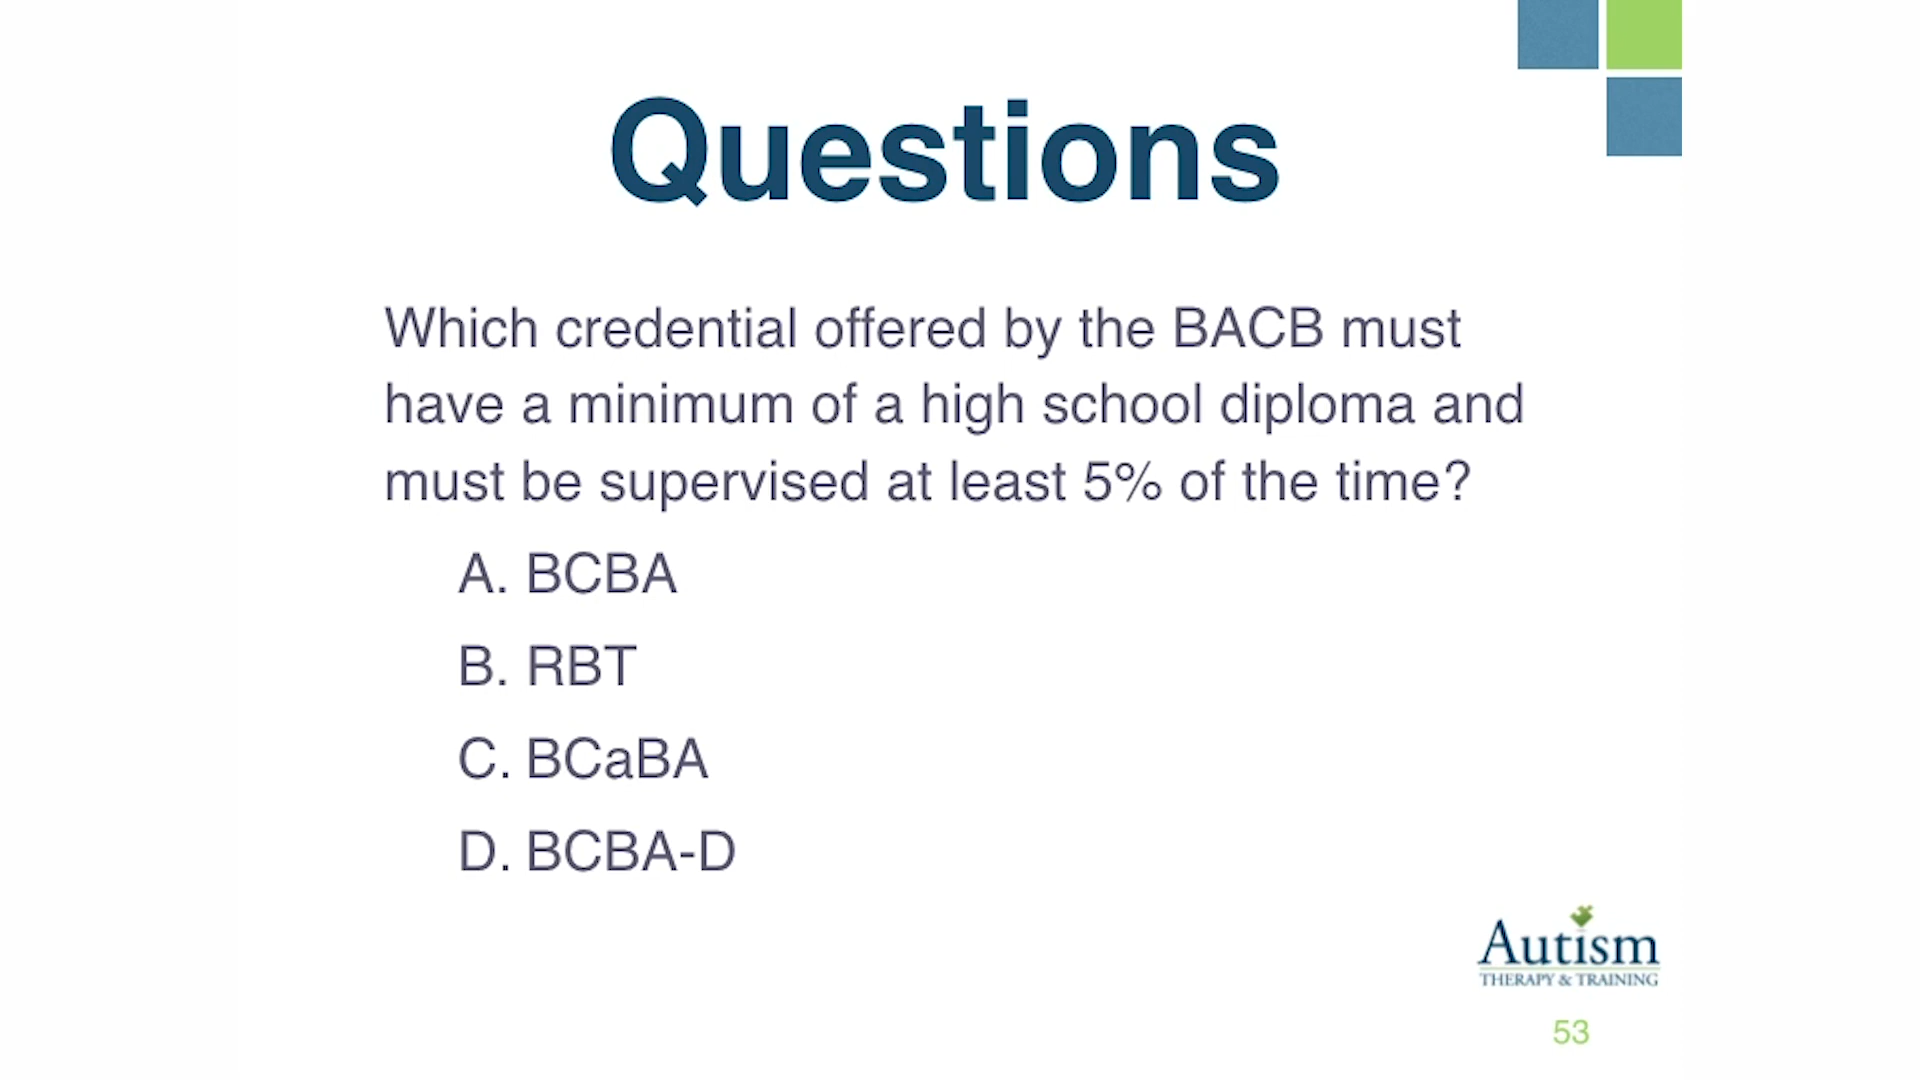 Questions
Which credential offered by the BACB must
have a minimum of a high school diploma and
must be supervised at least 5% of the time?
A. BCBA
B. RBT
C. BCaBA
D. BCBA-D
Autism
THERAPY & TRAINING
53